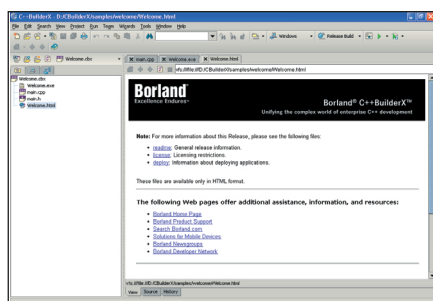 C++BuilderX - D:/CBuilderX/samples/welcome/Welcome.html
File Edit Search View Project Run Team Wizards Tools Window Help
Windows Release Build
Welcome.cbx
main.cpp Welcome.exe Welcome.html
vfs://file:///D:/CBuilderX/samples/welcome/Welcome.html
Welcome.cbx
Welcome.exe
main.cpp
main.h
Welcome.html
Borland®
Excellence Endures™
Borland® C++BuilderX™
Unifying the complex world of enterprise C++ development
Note: For more information about this Release, please see the following files:
readme: General release information.
license: Licensing restrictions.
deploy: Information about deploying applications.
These files are available only in HTML format.
The following Web pages offer additional assistance, information, and resources:
Borland Home Page
Borland Product Support
Search Borland.com
Solutions for Mobile Devices
Borland Newsgroups
Borland Developer Network
vfs://file:///D:/CBuilderX/samples/welcome/Welcome.html
View Source History